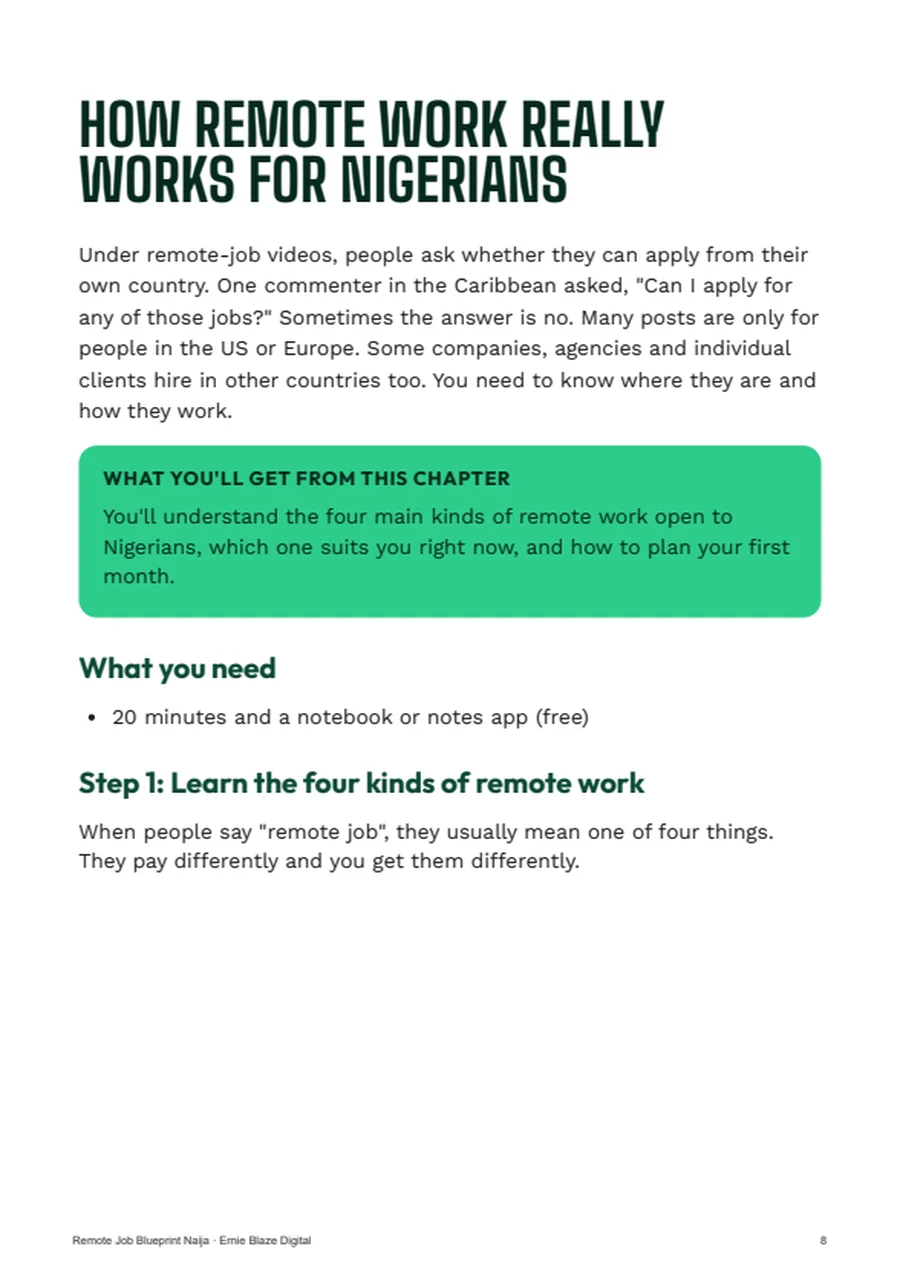 HOW REMOTE WORK REALLY
WORKS FOR NIGERIANS
Under remote-job videos, people ask whether they can apply from their
own country. One commenter in the Caribbean asked, "Can I apply for
any of those jobs?" Sometimes the answer is no. Many posts are only for
people in the US or Europe. Some companies, agencies and individual
clients hire in other countries too. You need to know where they are and
how they work.
WHAT YOU'LL GET FROM THIS CHAPTER
You'll understand the four main kinds of remote work open to
Nigerians, which one suits you right now, and how to plan your first
month.
What you need
• 20 minutes and a notebook or notes app (free)
Step 1: Learn the four kinds of remote work
When people say "remote job", they usually mean one of four things.
They pay differently and you get them differently.
Remote Job Blueprint Naija · Ernie Blaze Digital
8